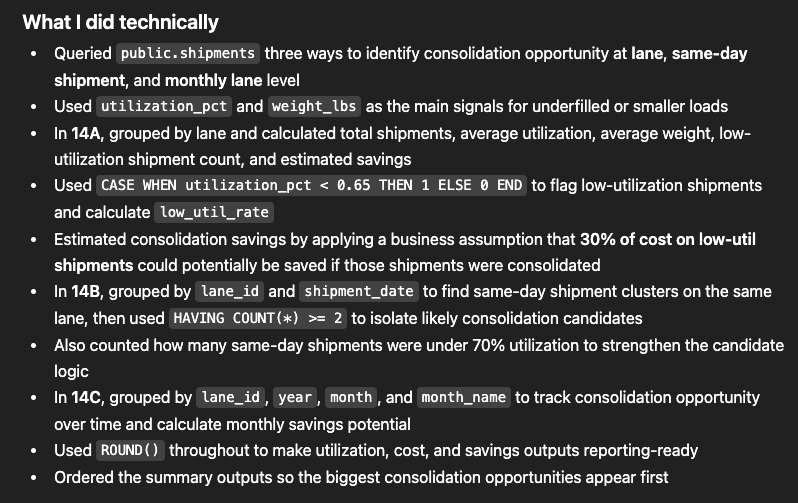 What I did technically
• Queried public.shipments three ways to identify consolidation opportunity at lane, same-day
shipment, and monthly lane level
• Used utilization_pct and weight_lbs as the main signals for underfilled or smaller loads
• In 14A, grouped by lane and calculated total shipments, average utilization, average weight, low-
utilization shipment count, and estimated savings
• Used CASE WHEN utilization_pct < 0.65 THEN 1 ELSE 0 END to flag low-utilization shipments
and calculate low_util_rate
• Estimated consolidation savings by applying a business assumption that 30% of cost on low-util
shipments could potentially be saved if those shipments were consolidated
• In 14B, grouped by lane_id and shipment_date to find same-day shipment clusters on the same
lane, then used HAVING COUNT(*) >= 2 to isolate likely consolidation candidates
• Also counted how many same-day shipments were under 70% utilization to strengthen the candidate
logic
• In 14C, grouped by lane_id, year, month, and month_name to track consolidation opportunity
over time and calculate monthly savings potential
• Used ROUND() throughout to make utilization, cost, and savings outputs reporting-ready
• Ordered the summary outputs so the biggest consolidation opportunities appear first